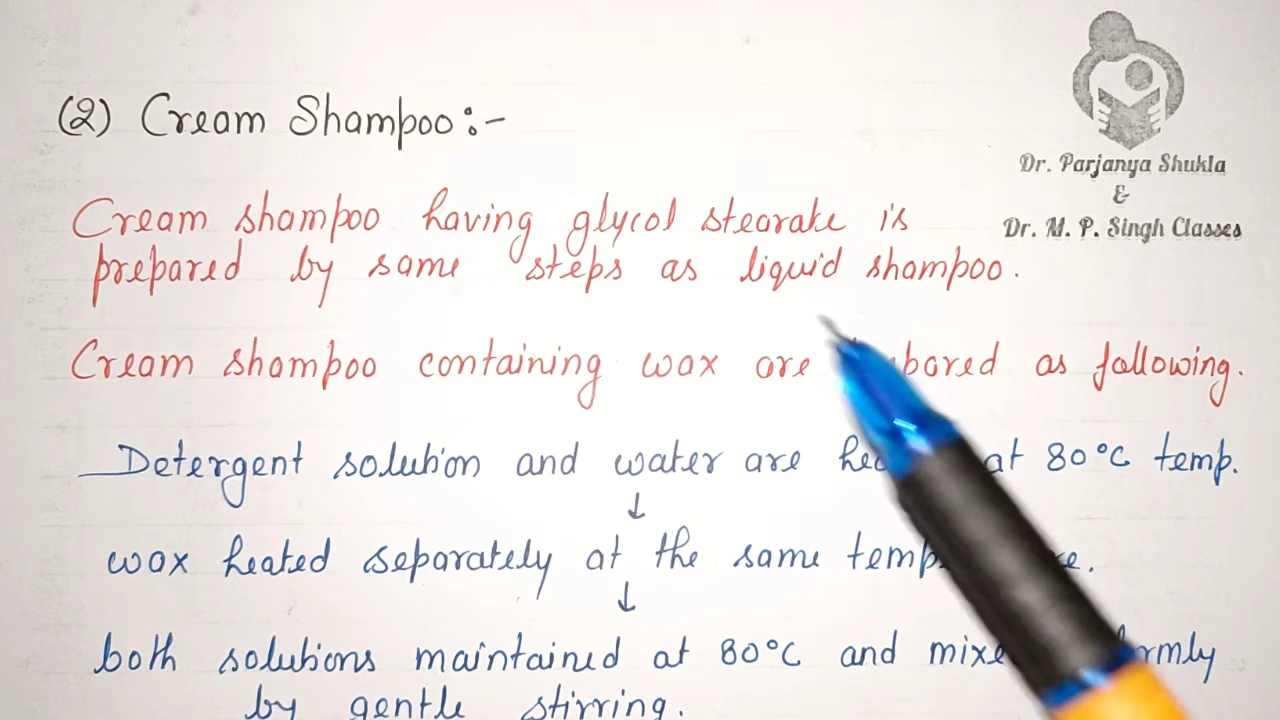 (2) Cream Shampoo:-
Dr. Parjanya Shukla
&
Dr. M. P. Singh Classes
Cream shampoo having glycol stearate is
prepared by same steps as liquid shampoo.
Cream shampoo containing wax are as following.
Detergent solution and water are at 80°C temp.
↓
wax heated separately at the same
↓
both solutions maintained at 80°C and
by gentle stirring.